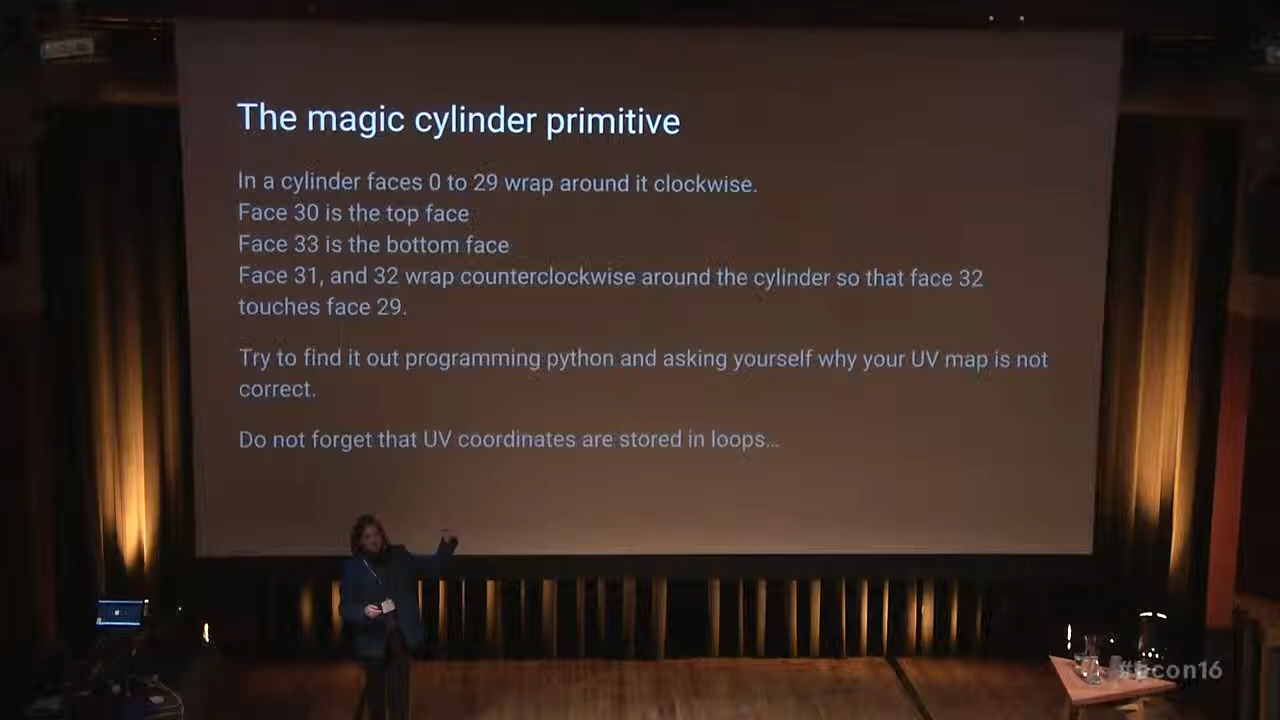 The magic cylinder primitive
In a cylinder faces 0 to 29 wrap around it clockwise.
Face 30 is the top face
Face 33 is the bottom face
Face 31, and 32 wrap counterclockwise around the cylinder so that face 32
touches face 29.
Try to find it out programming python and asking yourself why your UV map is not
correct.
Do not forget that UV coordinates are stored in loops...
#bcon16